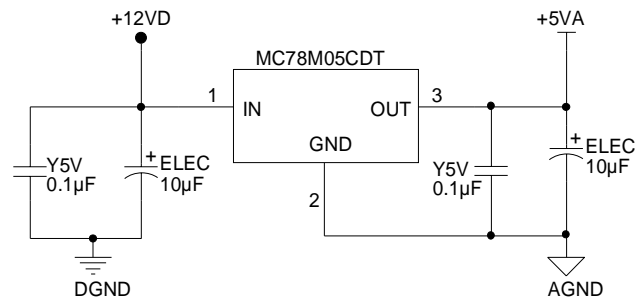 +12VD
+5VA
MC78M05CDT
1
IN
OUT
3
GND
2
Y5V
0.1µF
+
ELEC
10µF
Y5V
0.1µF
+
ELEC
10µF
DGND
AGND